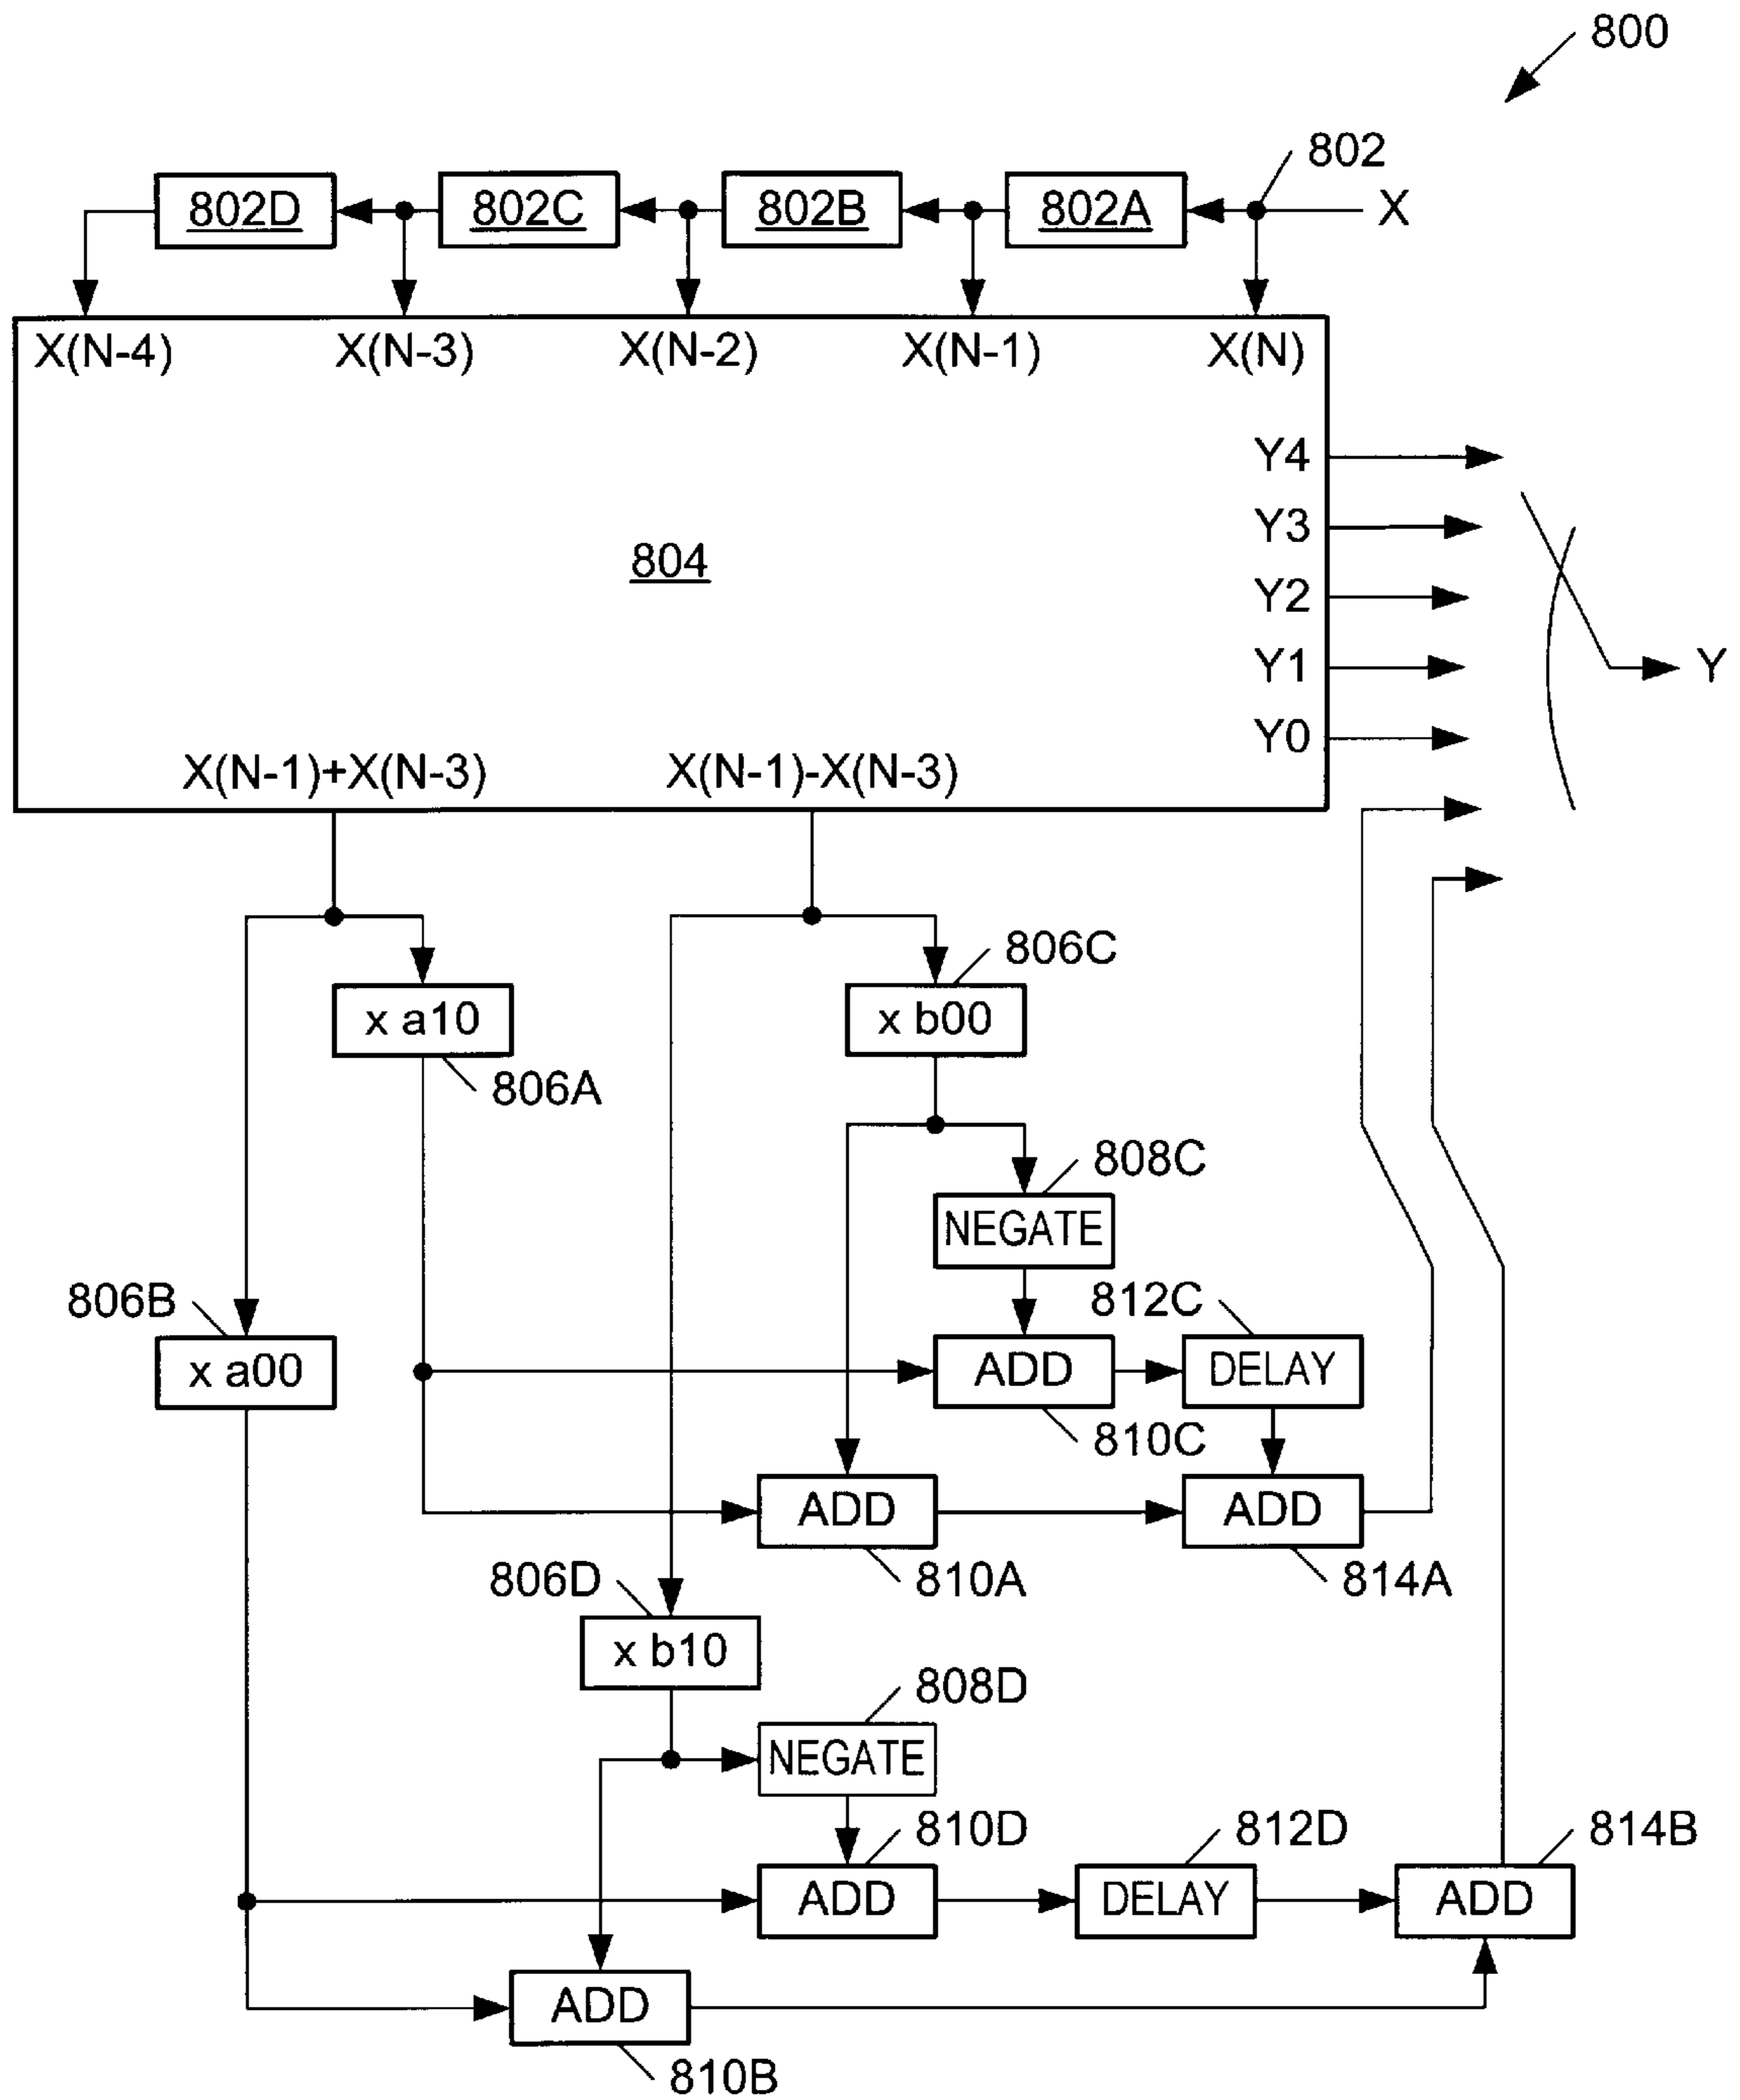 800
802
802D
802C
802B
802A
X
X(N-4)
X(N-3)
X(N-2)
X(N-1)
X(N)
Y4
Y3
804
Y2
Y1
Y
Y0
X(N-1)+X(N-3)
X(N-1)-X(N-3)
806C
x a10
x b00
806A
808C
NEGATE
806B
812C
x a00
ADD
DELAY
810C
ADD
ADD
806D
810A
814A
x b10
808D
NEGATE
810D
812D
814B
ADD
DELAY
ADD
ADD
810B